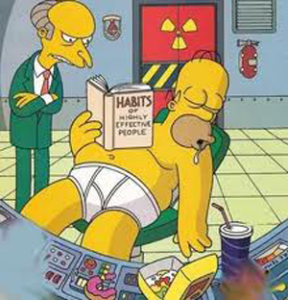 HABITS
OF
HIGHLY
EFFECTIVE
PEOPLE